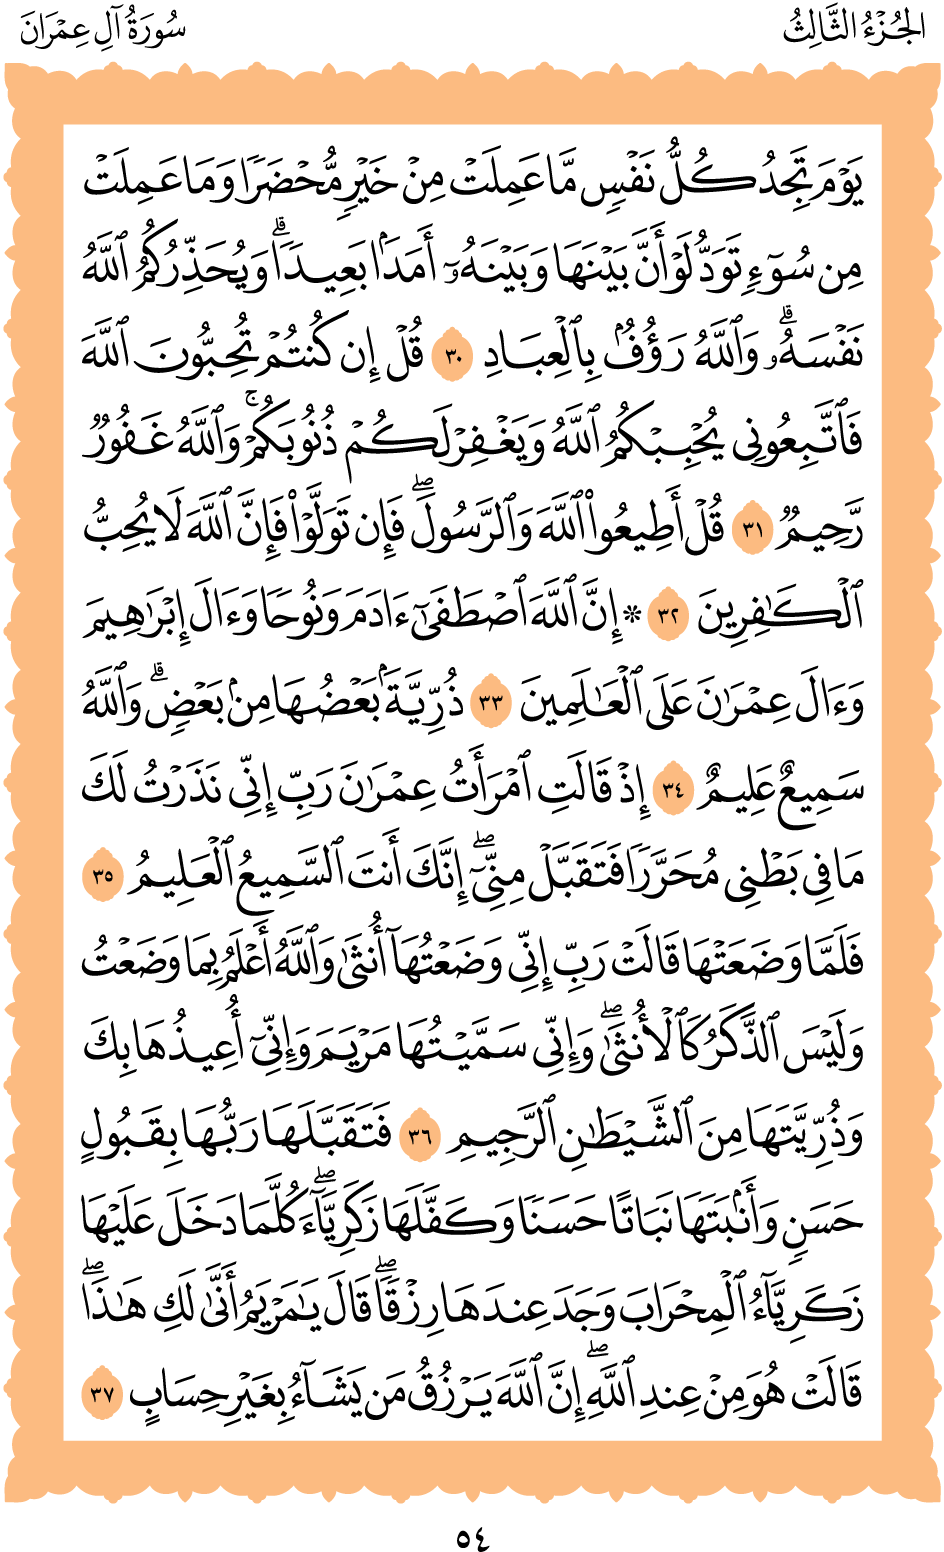 الجُزْءُ الثَّالِثُ
سُورَةُ آلِ عِمْرَانَ
يَوْمَ تَجِدُ كُلُّ نَفْسٍ مَّا عَمِلَتْ مِنْ خَيْرٍ مُّحْضَرًا وَمَا عَمِلَتْ
مِن سُوٓءٍ تَوَدُّ لَوْ أَنَّ بَيْنَهَا وَبَيْنَهُۥٓ أَمَدًۢا بَعِيدًاۗ وَيُحَذِّرُكُمُ ٱللَّهُ
نَفْسَهُۥۗ وَٱللَّهُ رَءُوفُۢ بِٱلْعِبَادِ ٣٠ قُلْ إِن كُنتُمْ تُحِبُّونَ ٱللَّهَ
فَٱتَّبِعُونِى يُحْبِبْكُمُ ٱللَّهُ وَيَغْفِرْ لَكُمْ ذُنُوبَكُمْۚ وَٱللَّهُ غَفُورٌ
رَّحِيمٌ ٣١ قُلْ أَطِيعُوا۟ ٱللَّهَ وَٱلرَّسُولَۖ فَإِن تَوَلَّوْا۟ فَإِنَّ ٱللَّهَ لَا يُحِبُّ
ٱلْكَٰفِرِينَ ٣٢ * إِنَّ ٱللَّهَ ٱصْطَفَىٰٓ ءَادَمَ وَنُوحًا وَءَالَ إِبْرَٰهِيمَ
وَءَالَ عِمْرَٰنَ عَلَى ٱلْعَٰلَمِينَ ٣٣ ذُرِّيَّةًۢ بَعْضُهَا مِنۢ بَعْضٍۗ وَٱللَّهُ
سَمِيعٌ عَلِيمٌ ٣٤ إِذْ قَالَتِ ٱمْرَأَتُ عِمْرَٰنَ رَبِّ إِنِّى نَذَرْتُ لَكَ
مَا فِى بَطْنِى مُحَرَّرًا فَتَقَبَّلْ مِنِّىٓۖ إِنَّكَ أَنتَ ٱلسَّمِيعُ ٱلْعَلِيمُ ٣٥
فَلَمَّا وَضَعَتْهَا قَالَتْ رَبِّ إِنِّى وَضَعْتُهَآ أُنثَىٰ وَٱللَّهُ أَعْلَمُ بِمَا وَضَعْتُ
وَلَيْسَ ٱلذَّكَرُ كَٱلْأُنثَىٰۖ وَإِنِّى سَمَّيْتُهَا مَرْيَمَ وَإِنِّىٓ أُعِيذُهَا بِكَ
وَذُرِّيَّتَهَا مِنَ ٱلشَّيْطَٰنِ ٱلرَّجِيمِ ٣٦ فَتَقَبَّلَهَا رَبُّهَا بِقَبُولٍ
حَسَنٍ وَأَنۢبَتَهَا نَبَاتًا حَسَنًا وَكَفَّلَهَا زَكَرِيَّآءَۖ كُلَّمَا دَخَلَ عَلَيْهَا
زَكَرِيَّآءُ ٱلْمِحْرَابَ وَجَدَ عِندَهَا رِزْقًاۖ قَالَ يَٰمَرْيَمُ أَنَّىٰ لَكِ هَٰذَاۖ
قَالَتْ هُوَ مِنْ عِندِ ٱللَّهِۖ إِنَّ ٱللَّهَ يَرْزُقُ مَن يَشَآءُ بِغَيْرِ حِسَابٍ ٣٧
٥٤